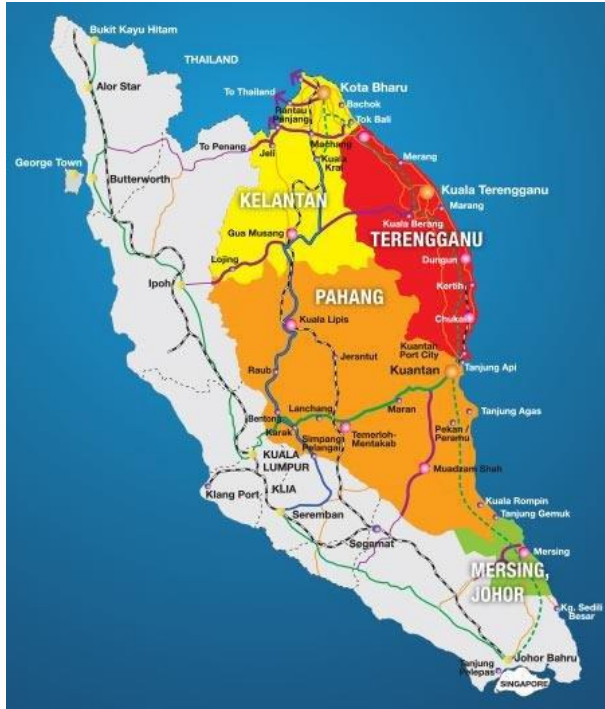 Bukit Kayu Hitam
THAILAND
Alor Star
To Thailand
Kota Bharu
Bachok
Rantau
Panjang
Tok Bali
To Penang
Jeli
Machang
Kuala
Krai
Merang
George Town
Butterworth
Kuala Terengganu
KELANTAN
Marang
Kuala Berang
Gua Musang
TERENGGANU
Lojing
Dungun
Ipoh
Kertih
PAHANG
Chukai
Kuala Lipis
Kuantan
Port City
Jerantut
Tanjung Api
Raub
Kuantan
Lanchang
Maran
Tanjung Agas
Bentong
Karak
Simpang
Pelangai
Temerloh-
Mentakab
Pekan /
Peramu
KUALA
LUMPUR
Muadzam Shah
Klang Port
KLIA
Kuala Rompin
Seremban
Tanjung Gemuk
Segamat
Mersing
MERSING,
JOHOR
Kg. Sedili
Besar
Johor Bahru
Tanjung
Pelepas
SINGAPORE